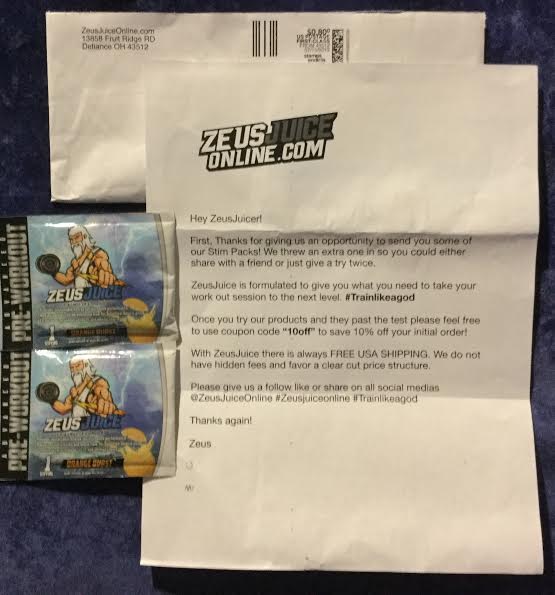 ZeusJuiceOnline.com
13858 Fruit Ridge RD
Defiance OH 43512
$0.80⁰
US POSTAGE
FIRST-CLASS
ZEUSJUICE
ONLINE.COM
Hey ZeusJuicer!
First, Thanks for giving us an opportunity to send you some of
our Stim Packs! We threw an extra one in so you could either
share with a friend or just give a try twice.
ZeusJuice is formulated to give you what you need to take your
work out session to the next level. #Trainlikeagod
Once you try our products and they past the test please feel free
to use coupon code "10off" to save 10% off your initial order!
With ZeusJuice there is always FREE USA SHIPPING. We do not
have hidden fees and favor a clear cut price structure.
Please give us a follow like or share on all social medias
@ZeusJuiceOnline #Zeusjuiceonline #Trainlikeagod
Thanks again!
Zeus
ADVANCED
PRE-WORKOUT
ZEUSJUICE
1
ORANGE BURST
ADVANCED
PRE-WORKOUT
ZEUSJUICE
1
ORANGE BURST